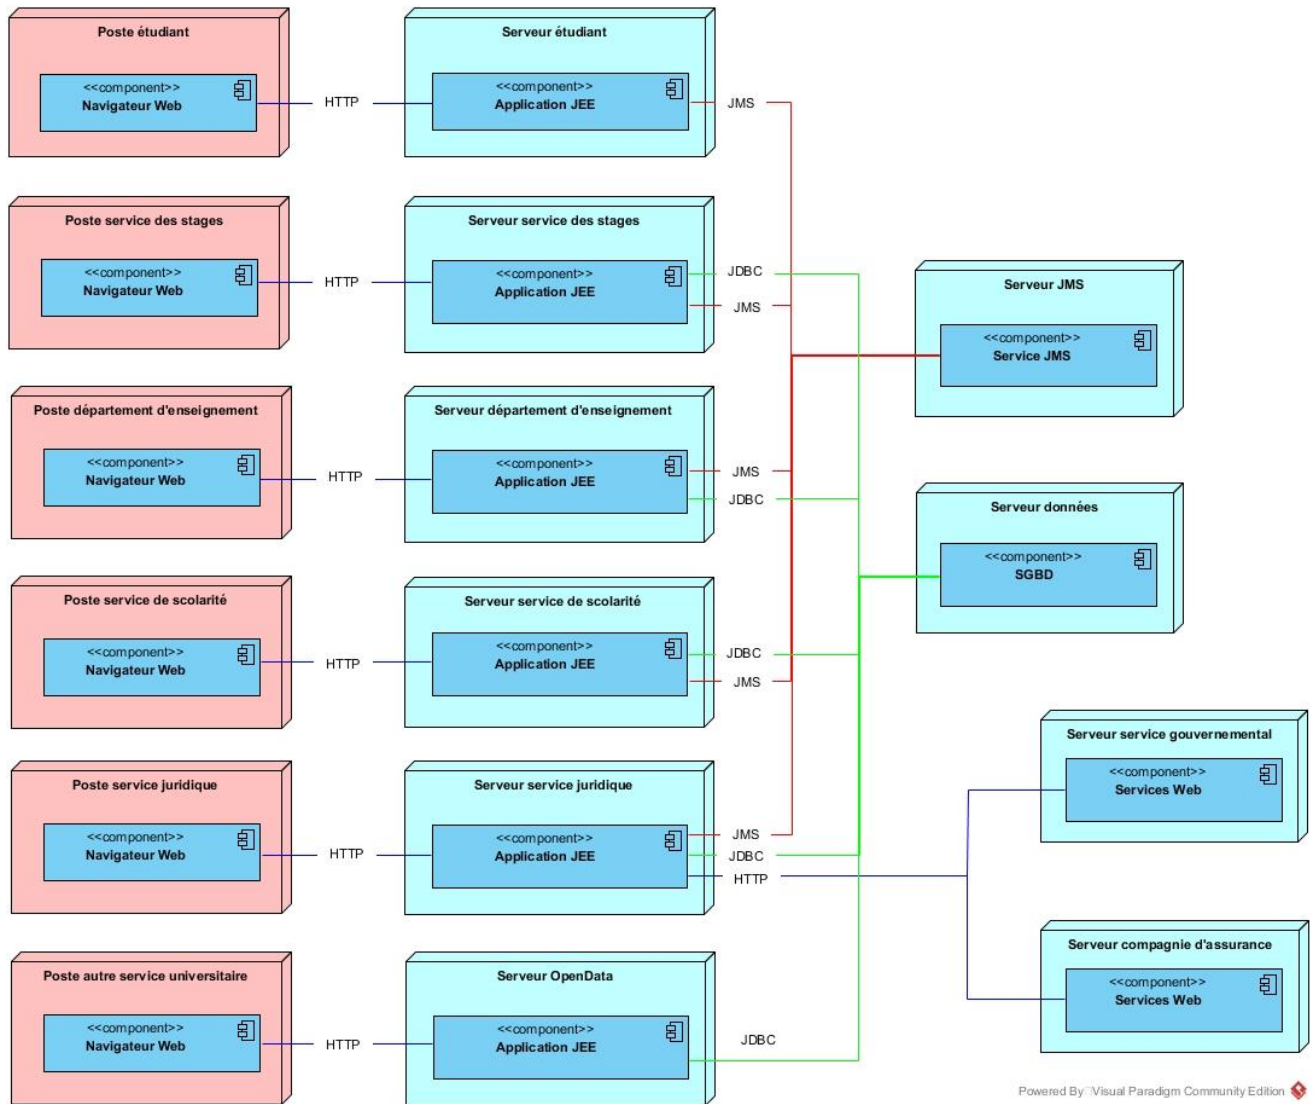 Poste étudiant
<<component>>
Navigateur Web
HTTP
Serveur étudiant
<<component>>
Application JEE
JMS
Poste service des stages
<<component>>
Navigateur Web
HTTP
Serveur service des stages
<<component>>
Application JEE
JDBC
JMS
Serveur JMS
<<component>>
Service JMS
Poste département d'enseignement
<<component>>
Navigateur Web
HTTP
Serveur département d'enseignement
<<component>>
Application JEE
JMS
JDBC
Serveur données
<<component>>
SGBD
Poste service de scolarité
<<component>>
Navigateur Web
HTTP
Serveur service de scolarité
<<component>>
Application JEE
JDBC
JMS
Poste service juridique
<<component>>
Navigateur Web
HTTP
Serveur service juridique
<<component>>
Application JEE
JMS
JDBC
HTTP
Serveur service gouvernemental
<<component>>
Services Web
Poste autre service universitaire
<<component>>
Navigateur Web
HTTP
Serveur OpenData
<<component>>
Application JEE
JDBC
Serveur compagnie d'assurance
<<component>>
Services Web
Powered By Visual Paradigm Community Edition